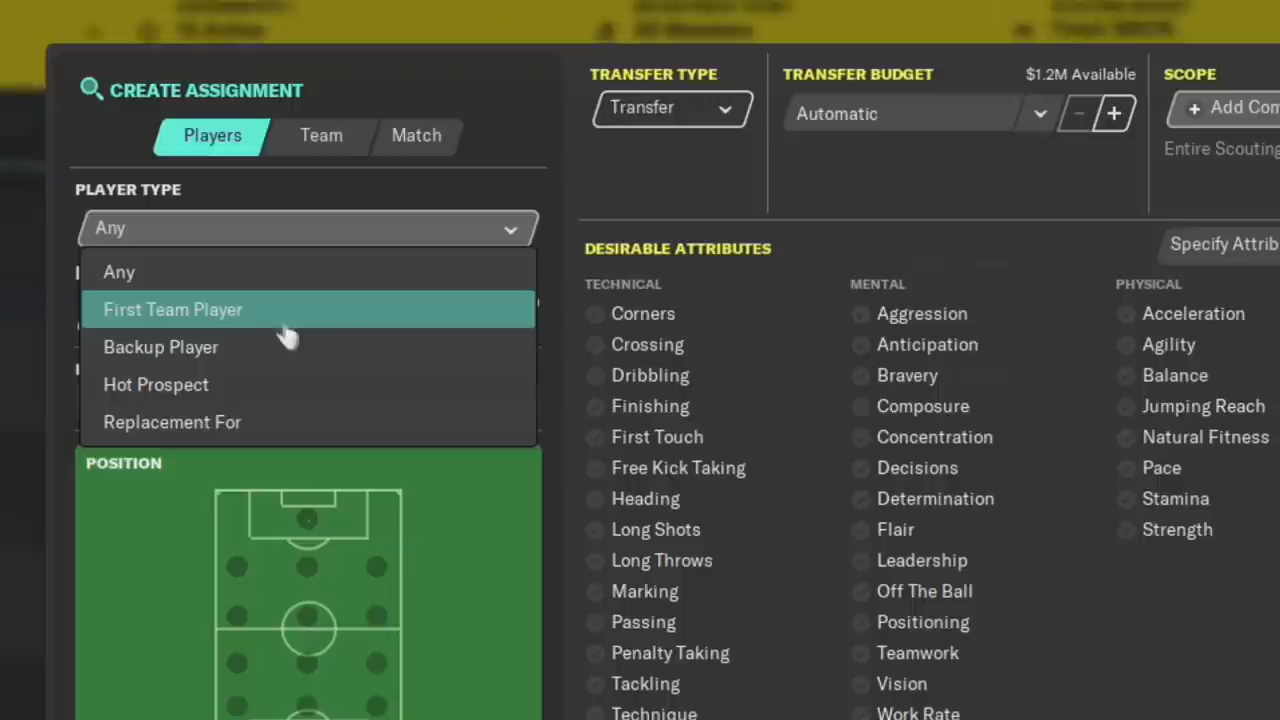 CREATE ASSIGNMENT
Players
Team
Match
PLAYER TYPE
Any
Any
First Team Player
Backup Player
Hot Prospect
Replacement For
POSITION
TRANSFER TYPE
Transfer
TRANSFER BUDGET
$1.2M Available
Automatic
SCOPE
+ Add Con
Entire Scouting
DESIRABLE ATTRIBUTES
Specify Attrib
TECHNICAL
Corners
Crossing
Dribbling
Finishing
First Touch
Free Kick Taking
Heading
Long Shots
Long Throws
Marking
Passing
Penalty Taking
Tackling
Technique
MENTAL
Aggression
Anticipation
Bravery
Composure
Concentration
Decisions
Determination
Flair
Leadership
Off The Ball
Positioning
Teamwork
Vision
Work Rate
PHYSICAL
Acceleration
Agility
Balance
Jumping Reach
Natural Fitness
Pace
Stamina
Strength